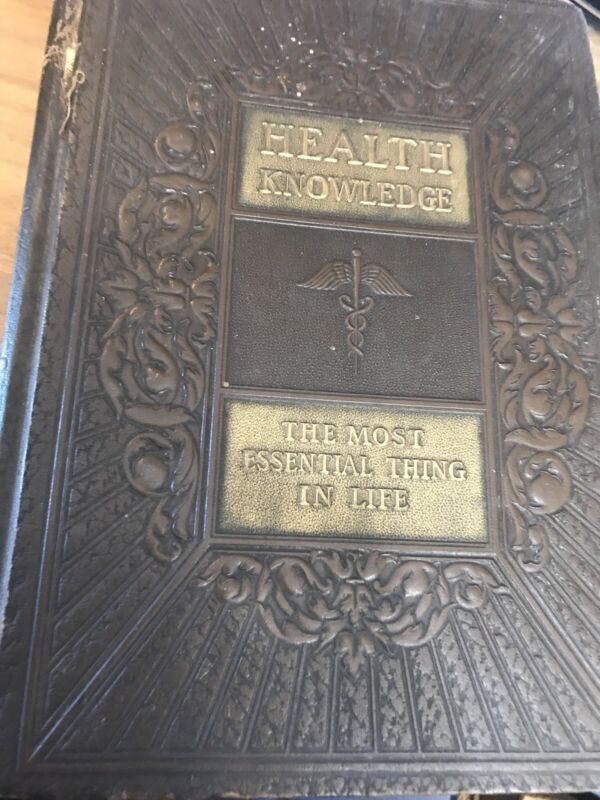 HEALTH
KNOWLEDGE
THE MOST
ESSENTIAL THING
IN LIFE